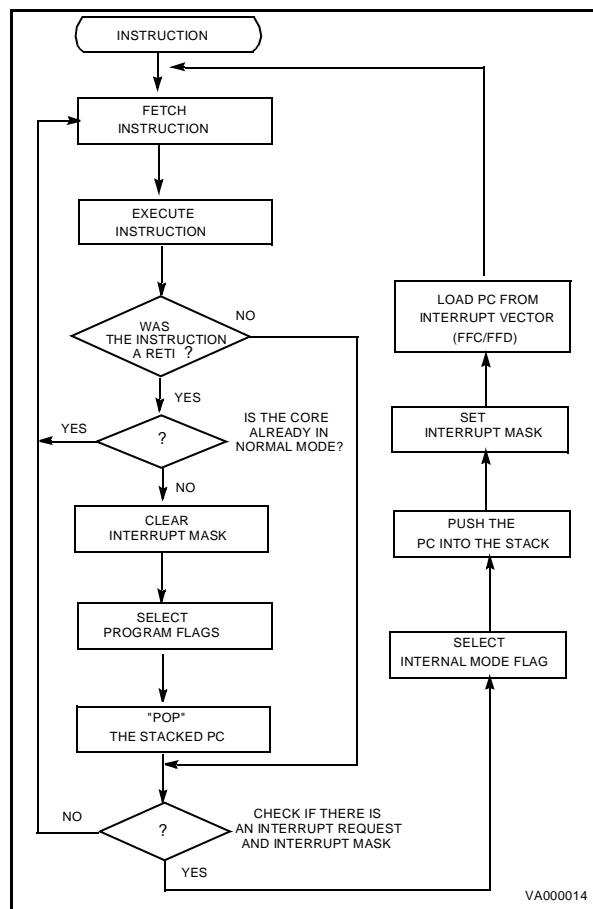 INSTRUCTION
FETCH
INSTRUCTION
EXECUTE
INSTRUCTION
WAS
THE INSTRUCTION
A RETI ?
NO
YES
?
YES
IS THE CORE
ALREADY IN
NORMAL MODE?
NO
CLEAR
INTERRUPT MASK
SELECT
PROGRAM FLAGS
"POP"
THE STACKED PC
?
NO
CHECK IF THERE IS
AN INTERRUPT REQUEST
AND INTERRUPT MASK
YES
LOAD PC FROM
INTERRUPT VECTOR
(FFC/FFD)
SET
INTERRUPT MASK
PUSH THE
PC INTO THE STACK
SELECT
INTERNAL MODE FLAG
VA000014